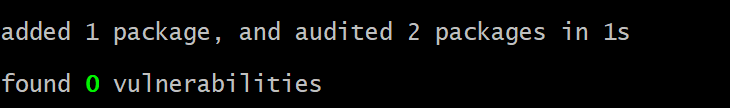 added 1 package, and audited 2 packages in 1s
found 0 vulnerabilities